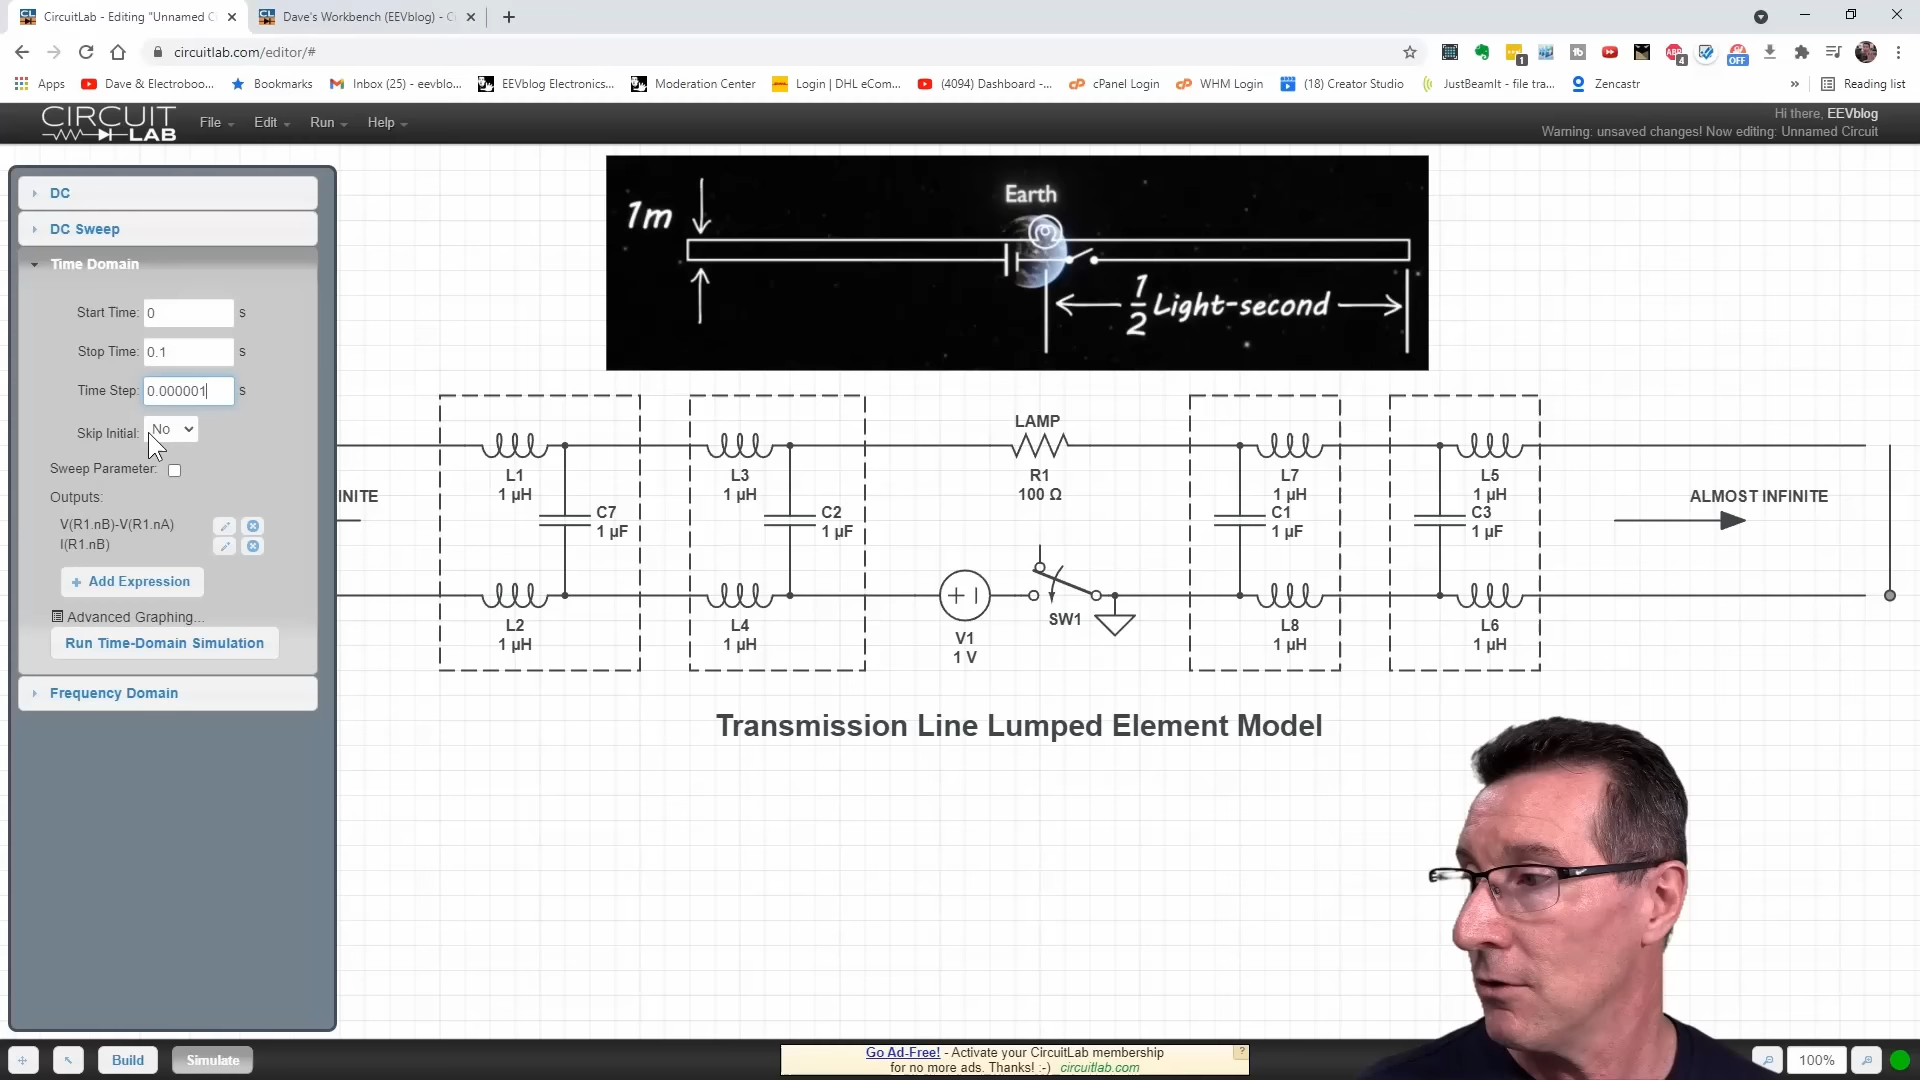 CircuitLab - Editing "Unnamed C
Dave's Workbench (EEVblog) - C
circuitlab.com/editor/#
1
4
OFF
Apps
Dave & Electroboo...
Bookmarks
Inbox (25) - eevblo...
EEVblog Electronics...
Moderation Center
Login | DHL eCom...
(4094) Dashboard -...
cPanel Login
WHM Login
(18) Creator Studio
JustBeamIt - file tra...
Zencastr
»
Reading list
CIRCUIT
LAB
File
Edit
Run
Help
Hi there, EEVblog
Warning: unsaved changes! Now editing: Unnamed Circuit
DC
DC Sweep
Time Domain
Start Time: 0 s
Stop Time: 0.1 s
Time Step: 0.000001 s
Skip Initial: No
Sweep Parameter:
Outputs:
V(R1.nB)-V(R1.nA)
I(R1.nB)
+ Add Expression
Advanced Graphing...
Run Time-Domain Simulation
Frequency Domain
1m
Earth
1/2 Light-second
LAMP
R1
100 Ω
L1
1 µH
L3
1 µH
L7
1 µH
L5
1 µH
INITE
ALMOST INFINITE
C7
1 µF
C2
1 µF
C1
1 µF
C3
1 µF
L2
1 µH
L4
1 µH
V1
1 V
SW1
L8
1 µH
L6
1 µH
Transmission Line Lumped Element Model
Build
Simulate
Go Ad-Free! - Activate your CircuitLab membership
for no more ads. Thanks! :-) circuitlab.com
?
100%